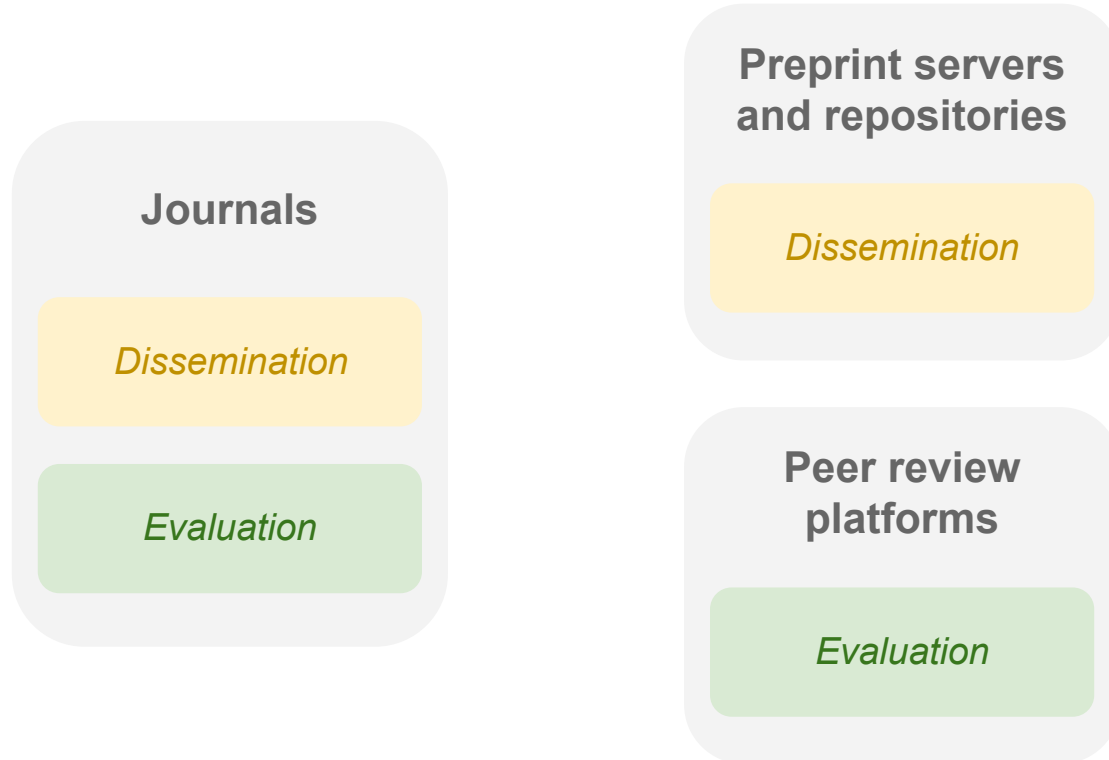 Journals
Dissemination
Evaluation
Preprint servers
and repositories
Dissemination
Peer review
platforms
Evaluation